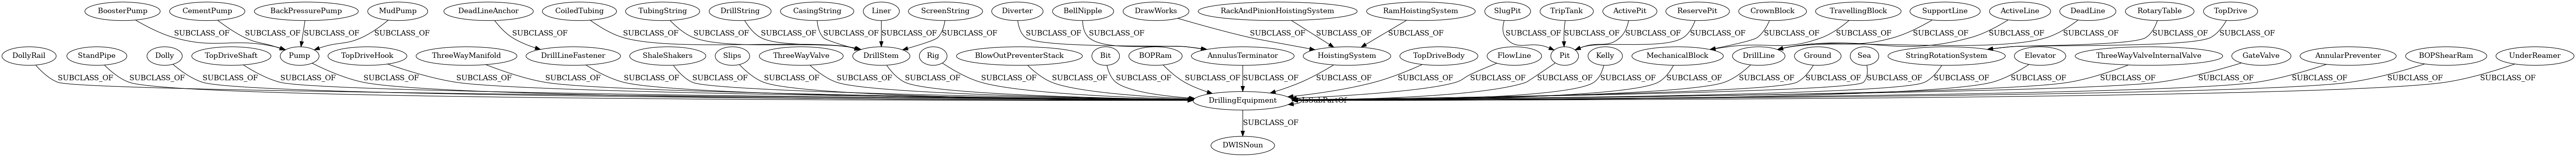 BoosterPump CementPump BackPressurePump MudPump DeadLineAnchor CoiledTubing TubingString DrillString CasingString Liner ScreenString Diverter BellNipple DrawWorks RackAndPinionHoistingSystem RamHoistingSystem SlugPit TripTank ActivePit ReservePit CrownBlock TravellingBlock SupportLine ActiveLine DeadLine RotaryTable TopDrive
SUBCLASS_OF SUBCLASS_OF SUBCLASS_OF SUBCLASS_OF SUBCLASS_OF SUBCLASS_OF SUBCLASS_OF SUBCLASS_OF SUBCLASS_OF SUBCLASS_OF SUBCLASS_OF SUBCLASS_OF SUBCLASS_OF SUBCLASS_OF SUBCLASS_OF SUBCLASS_OF SUBCLASS_OF SUBCLASS_OF SUBCLASS_OF SUBCLASS_OF SUBCLASS_OF SUBCLASS_OF SUBCLASS_OF SUBCLASS_OF SUBCLASS_OF SUBCLASS_OF SUBCLASS_OF
DollyRail StandPipe Dolly TopDriveShaft Pump TopDriveHook ThreeWayManifold DrillLineFastener ShaleShakers Slips ThreeWayValve DrillStem Rig BlowOutPreventerStack Bit BOPRam AnnulusTerminator HoistingSystem TopDriveBody FlowLine Pit Kelly MechanicalBlock DrillLine Ground Sea StringRotationSystem Elevator ThreeWayValveInternalValve GateValve AnnularPreventer BOPShearRam UnderReamer
SUBCLASS_OF SUBCLASS_OF SUBCLASS_OF SUBCLASS_OF SUBCLASS_OF SUBCLASS_OF SUBCLASS_OF SUBCLASS_OF SUBCLASS_OF SUBCLASS_OF SUBCLASS_OF SUBCLASS_OF SUBCLASS_OF SUBCLASS_OF SUBCLASS_OF SUBCLASS_OF SUBCLASS_OF SUBCLASS_OF SUBCLASS_OF SUBCLASS_OF SUBCLASS_OF SUBCLASS_OF SUBCLASS_OF SUBCLASS_OF SUBCLASS_OF SUBCLASS_OF SUBCLASS_OF SUBCLASS_OF SUBCLASS_OF SUBCLASS_OF SUBCLASS_OF SUBCLASS_OF SUBCLASS_OF
DrillingEquipment
SUBCLASS_OF
DWISNoun